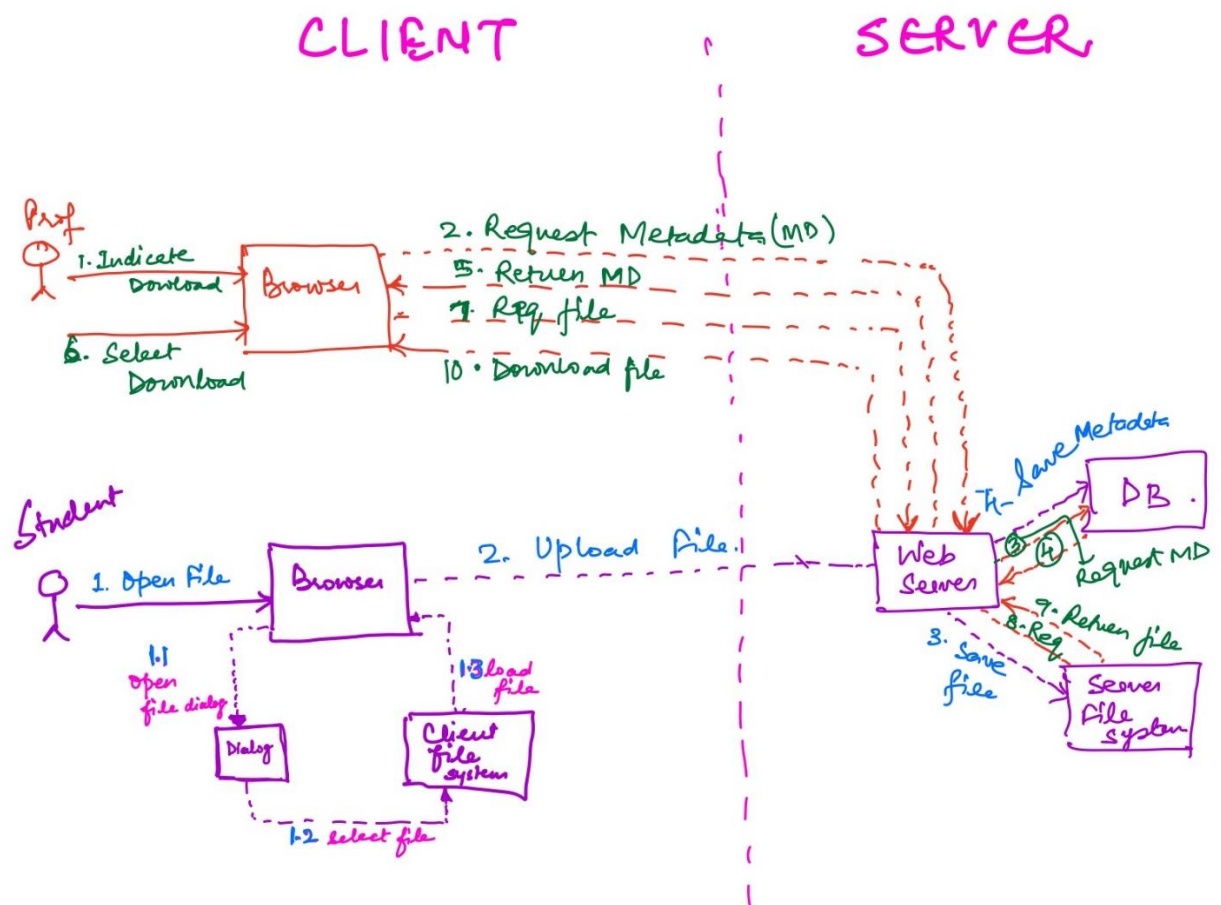 CLIENT
SERVER
Prof
1. Indicate
Dowload
Browser
2. Request Metadata (MD)
5. Return MD
7. Req file
10. Download file
6. Select
Download
Student
1. Open File
Browser
2. Upload File.
1.1
open
file dialog
Dialog
1.2 select file
1.3 load
file
Client
file
system
Web
Server
4. Save Metadata
DB.
3
4
Request MD
9. Return file
8. Req
3. Save
file
Server
File
System